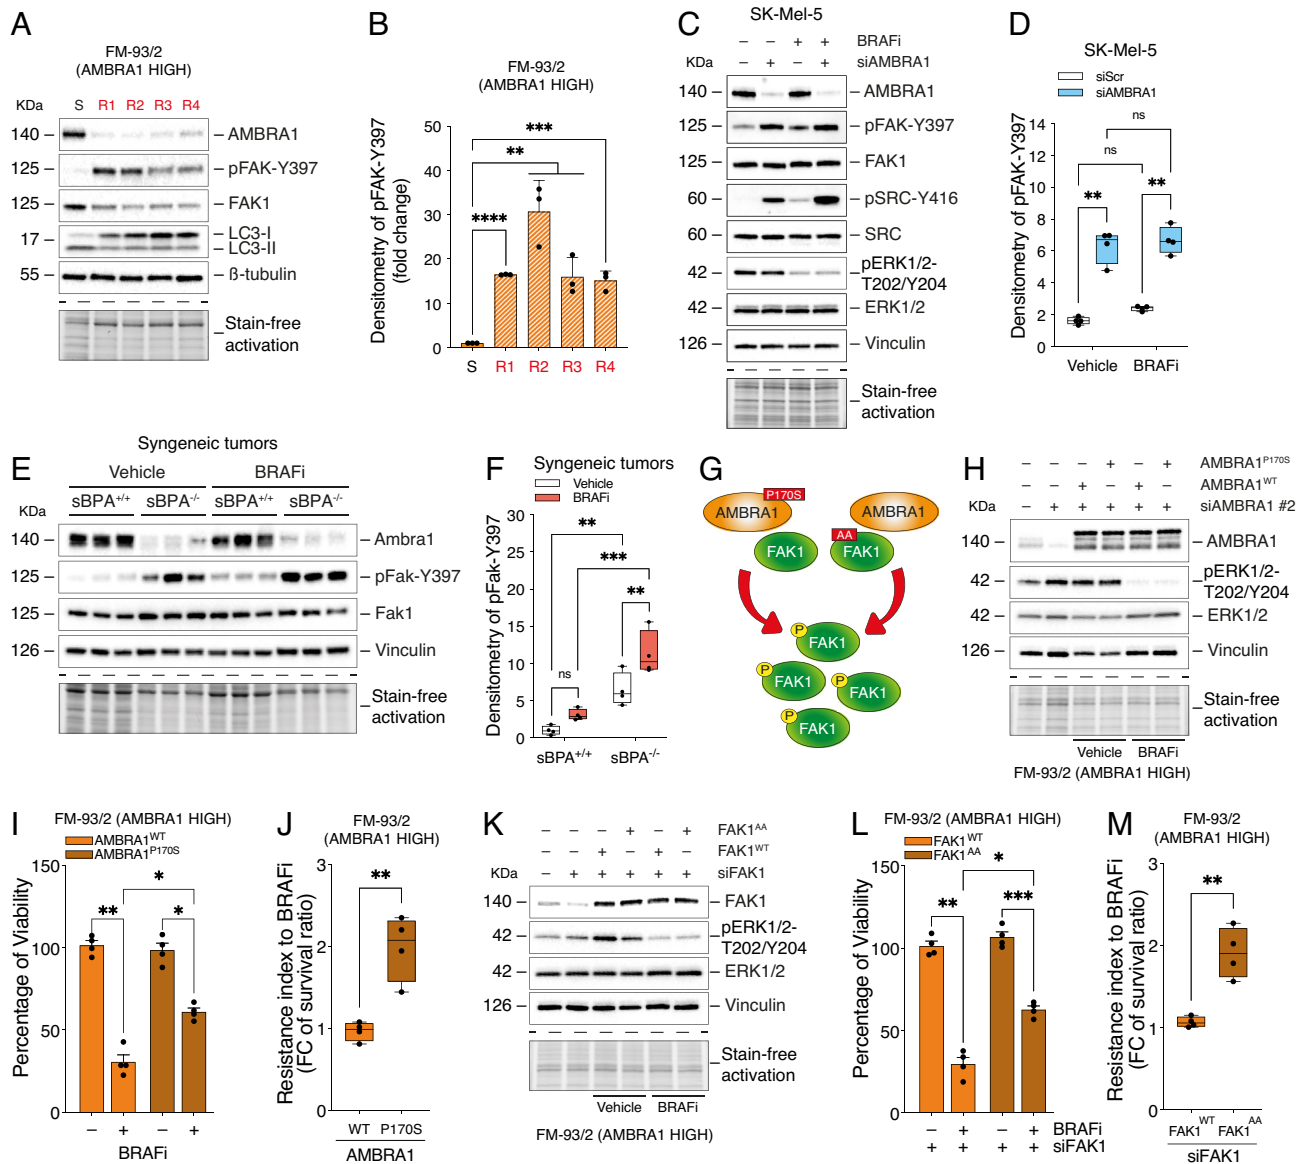 A
FM-93/2
(AMBRA1 HIGH)
KDa
S R1 R2 R3 R4
140 AMBRA1
125 pFAK-Y397
125 FAK1
17 LC3-I
LC3-II
55 ß-tubulin
Stain-free
activation
B
FM-93/2
(AMBRA1 HIGH)
Densitometry of pFAK-Y397
(fold change)
50
40
30
20
10
0
****
**
***
S R1 R2 R3 R4
C
SK-Mel-5
− − + + BRAFi
− + − + siAMBRA1
KDa
140 AMBRA1
125 pFAK-Y397
125 FAK1
60 pSRC-Y416
60 SRC
42 pERK1/2-
T202/Y204
42 ERK1/2
126 Vinculin
Stain-free
activation
D
SK-Mel-5
siScr
siAMBRA1
Densitometry of pFAK-Y397
14
12
10
8
6
4
2
0
ns
ns
**
**
Vehicle BRAFi
E
Syngeneic tumors
Vehicle BRAFi
sBPA+/+ sBPA-/- sBPA+/+ sBPA-/-
KDa
140 Ambra1
125 pFak-Y397
125 Fak1
126 Vinculin
Stain-free
activation
F
Syngeneic tumors
Vehicle
BRAFi
Densitometry of pFak-Y397
30
25
20
15
10
5
0
**
***
**
ns
sBPA+/+ sBPA-/-
G
P170S
AMBRA1 AMBRA1
AA
FAK1 FAK1
P
FAK1
P
FAK1
P
FAK1
P
FAK1
H
− − − + − + AMBRA1P170S
− − + − + − AMBRA1WT
− + + + + + siAMBRA1 #2
KDa
140 AMBRA1
42 pERK1/2-
T202/Y204
42 ERK1/2
126 Vinculin
Stain-free
activation
Vehicle BRAFi
FM-93/2 (AMBRA1 HIGH)
I
FM-93/2 (AMBRA1 HIGH)
AMBRA1WT
AMBRA1P170S
Percentage of Viability
150
100
50
0
*
**
*
− + − +
BRAFi
J
FM-93/2
(AMBRA1 HIGH)
Resistance index to BRAFi
(FC of survival ratio)
3
2
1
0
**
WT P170S
AMBRA1
K
− − − + − + FAK1AA
− − + − + − FAK1WT
− + + + + + siFAK1
KDa
140 FAK1
42 pERK1/2-
T202/Y204
42 ERK1/2
126 Vinculin
Stain-free
activation
Vehicle BRAFi
FM-93/2 (AMBRA1 HIGH)
L
FM-93/2 (AMBRA1 HIGH)
FAK1WT
FAK1AA
Percentage of Viability
150
100
50
0
*
**
***
− + − + BRAFi
+ + + + siFAK1
M
FM-93/2
(AMBRA1 HIGH)
Resistance index to BRAFi
(FC of survival ratio)
3
2
1
0
**
FAK1WT FAK1AA
siFAK1